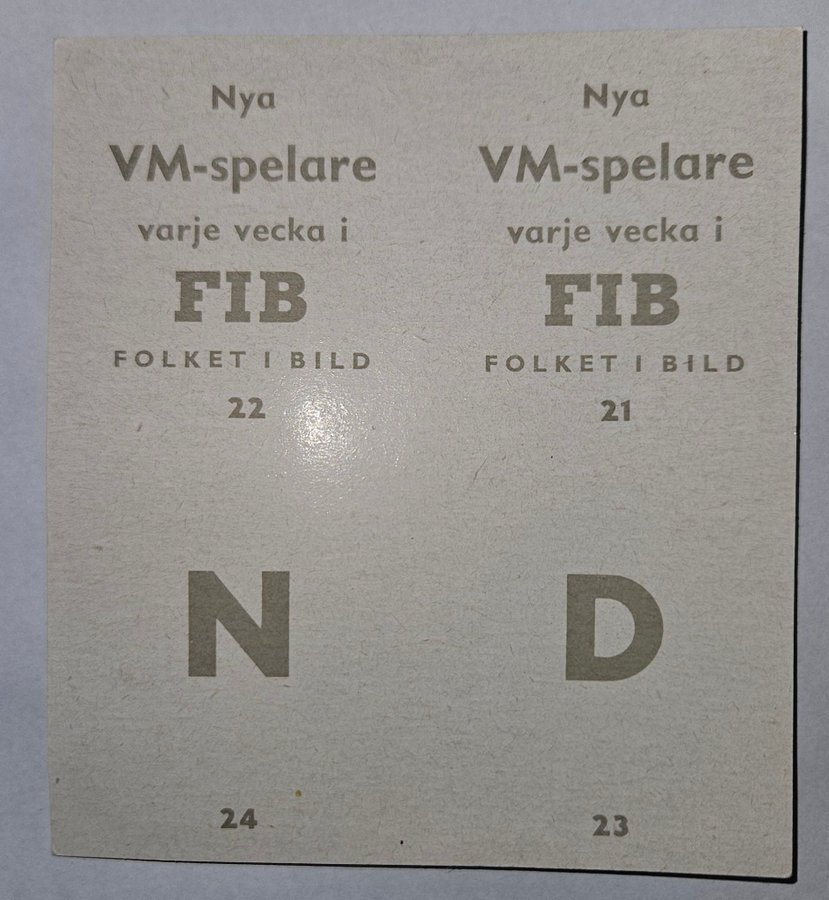 Nya
VM-spelare
varje vecka i
FIB
FOLKET I BILD
22
Nya
VM-spelare
varje vecka i
FIB
FOLKET I BILD
21
N
24
D
23